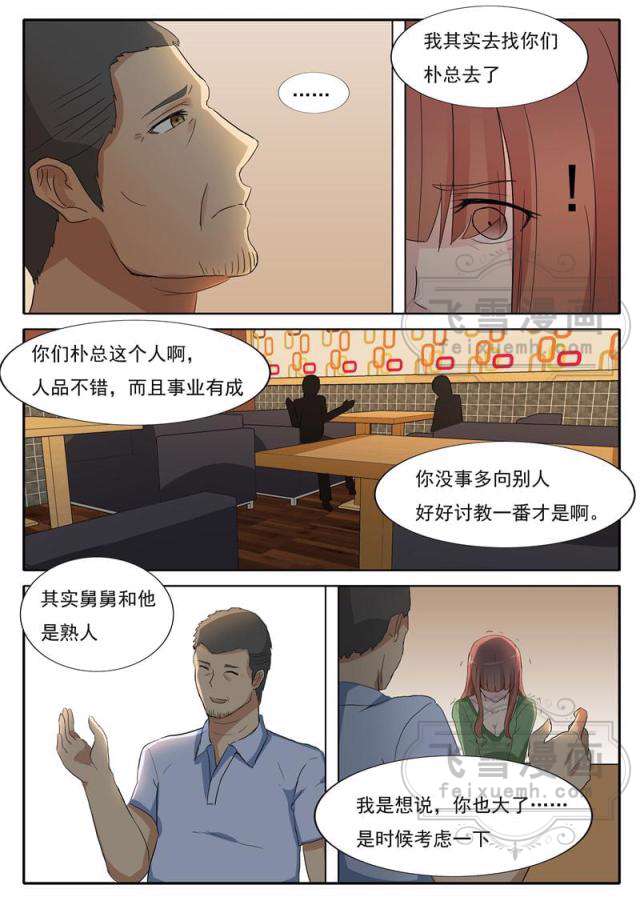 ……
我其实去找你们
朴总去了
！
飞雪漫画
feixuemh.com
你们朴总这个人啊，
人品不错，而且事业有成
你没事多向别人
好好讨教一番才是啊。
其实舅舅和他
是熟人
飞雪漫画
feixuemh.com
我是想说，你也大了……
是时候考虑一下